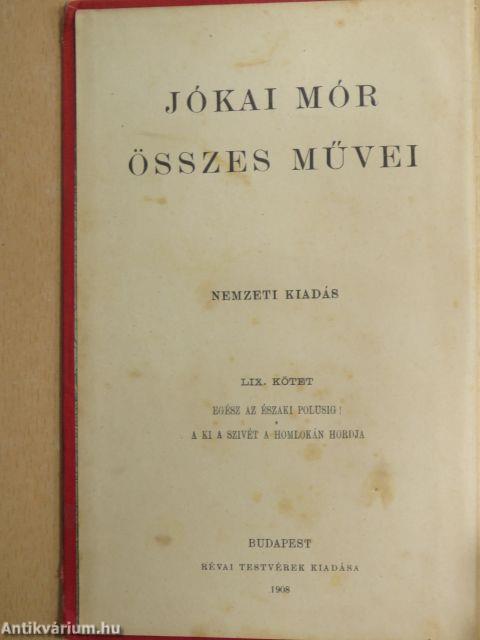 JÓKAI MÓR
ÖSSZES MŰVEI
NEMZETI KIADÁS
LIX. KÖTET
EGÉSZ AZ ÉSZAKI POLUSIG!
A KI A SZIVÉT A HOMLOKÁN HORDJA
BUDAPEST
RÉVAI TESTVÉREK KIADÁSA
1908
Antikvárium.hu